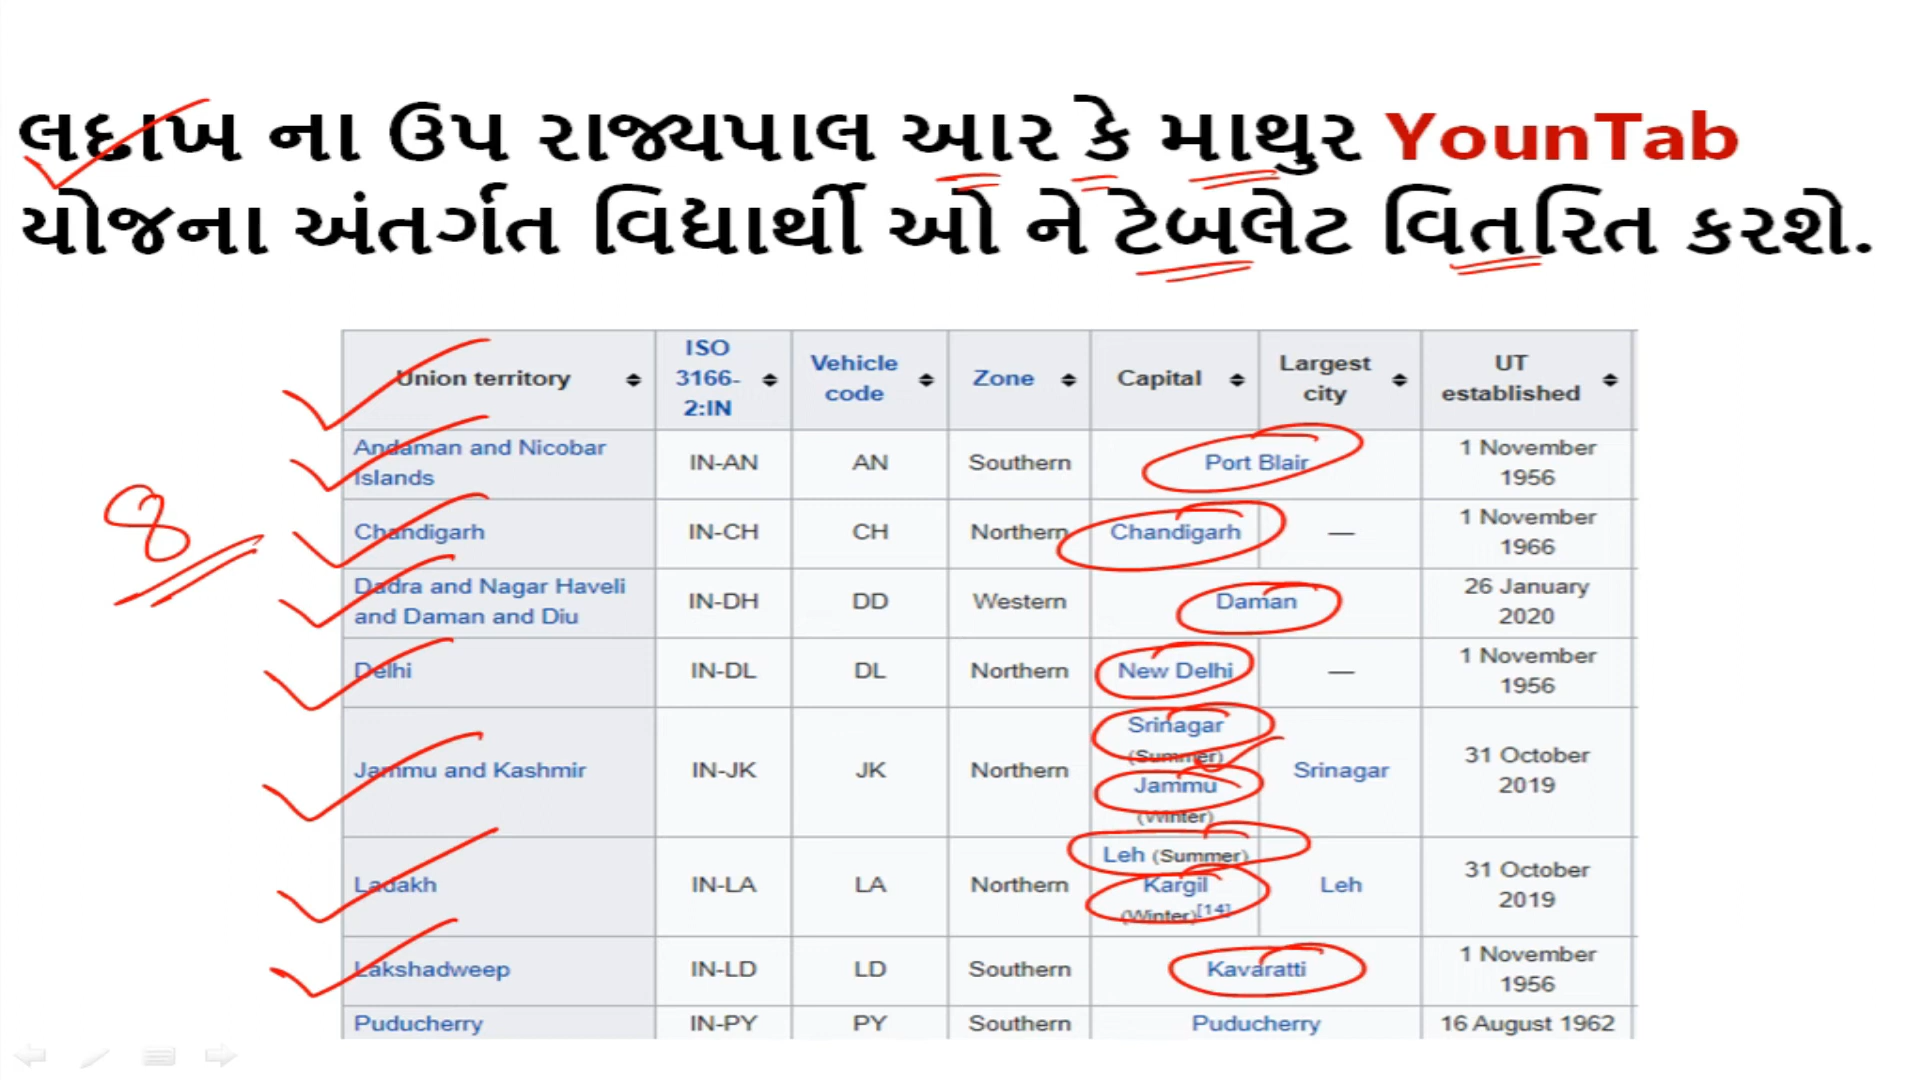 લદ્દાખ ના ઉપ રાજ્યપાલ આર કે માથુર YounTab
યોજના અંતર્ગત વિદ્યાર્થી ઓ ને ટેબલેટ વિતરિત કરશે.
Union territory ISO 3166-2:IN Vehicle code Zone Capital Largest city UT established
Andaman and Nicobar Islands IN-AN AN Southern Port Blair 1 November 1956
Chandigarh IN-CH CH Northern Chandigarh — 1 November 1966
Dadra and Nagar Haveli and Daman and Diu IN-DH DD Western Daman 26 January 2020
Delhi IN-DL DL Northern New Delhi — 1 November 1956
Jammu and Kashmir IN-JK JK Northern Srinagar (Summer) Jammu (Winter) Srinagar 31 October 2019
Ladakh IN-LA LA Northern Leh (Summer) Kargil (Winter)[14] Leh 31 October 2019
Lakshadweep IN-LD LD Southern Kavaratti 1 November 1956
Puducherry IN-PY PY Southern Puducherry 16 August 1962
8